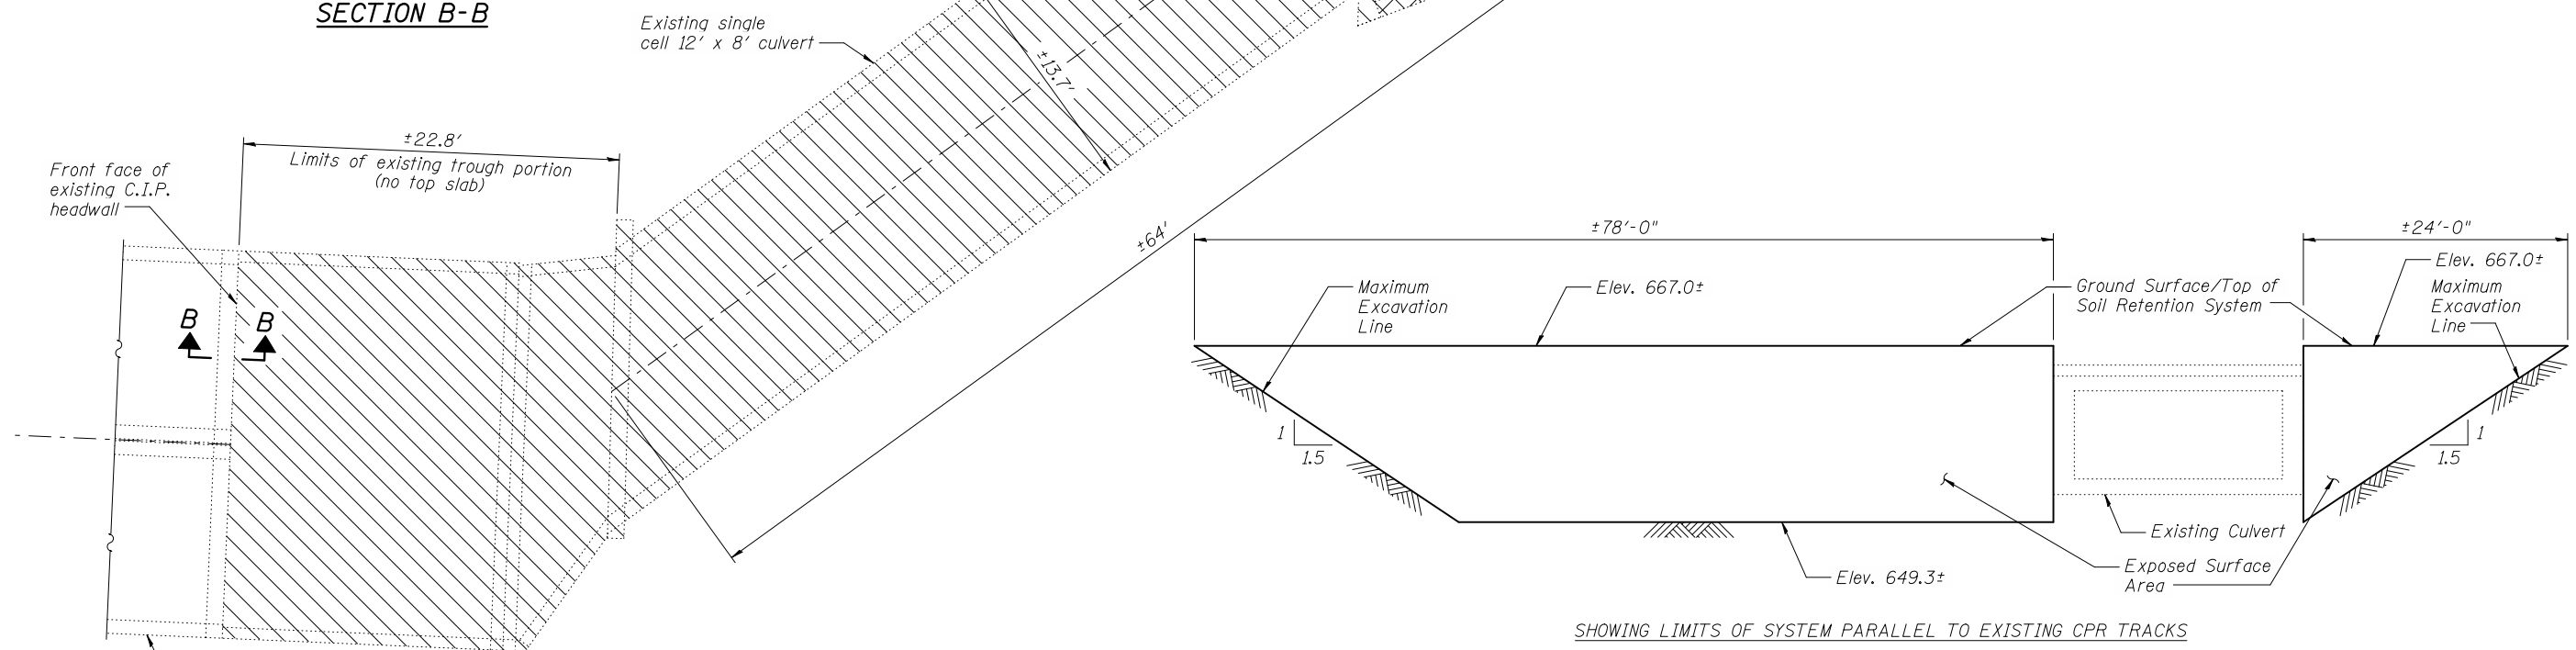 SECTION B-B
Existing single
cell 12' x 8' culvert
±13.7'
±22.8'
Limits of existing trough portion
(no top slab)
Front face of
existing C.I.P.
headwall
B
B
±64'
±78'-0"
±24'-0"
Maximum
Excavation
Line
Elev. 667.0±
Ground Surface/Top of
Soil Retention System
Elev. 667.0±
Maximum
Excavation
Line
1
1.5
1
1.5
Existing Culvert
Exposed Surface
Area
Elev. 649.3±
SHOWING LIMITS OF SYSTEM PARALLEL TO EXISTING CPR TRACKS